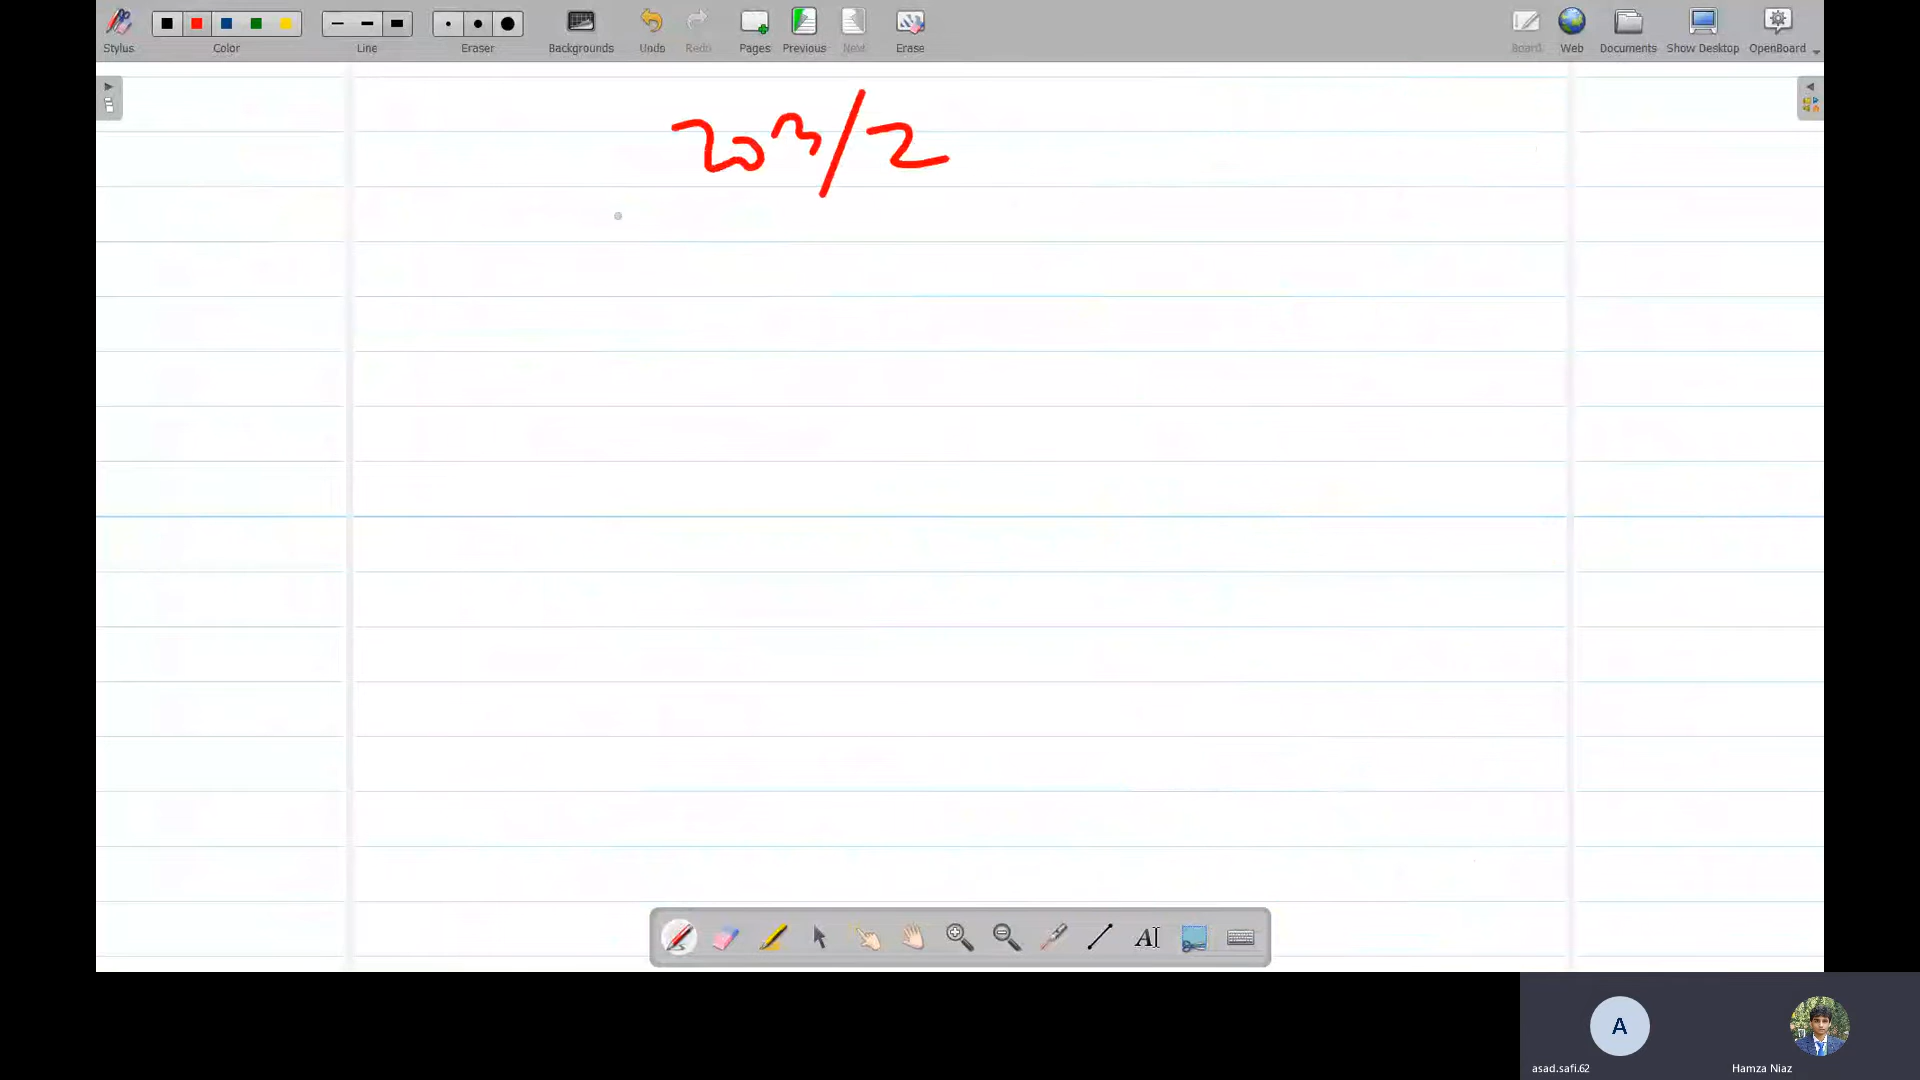 Stylus
Color
Line
Eraser
Backgrounds
Undo
Redo
Pages
Previous
Next
Erase
Board
Web
Documents
Show Desktop
OpenBoard
203/2
A
asad.safi.62
Hamza Niaz